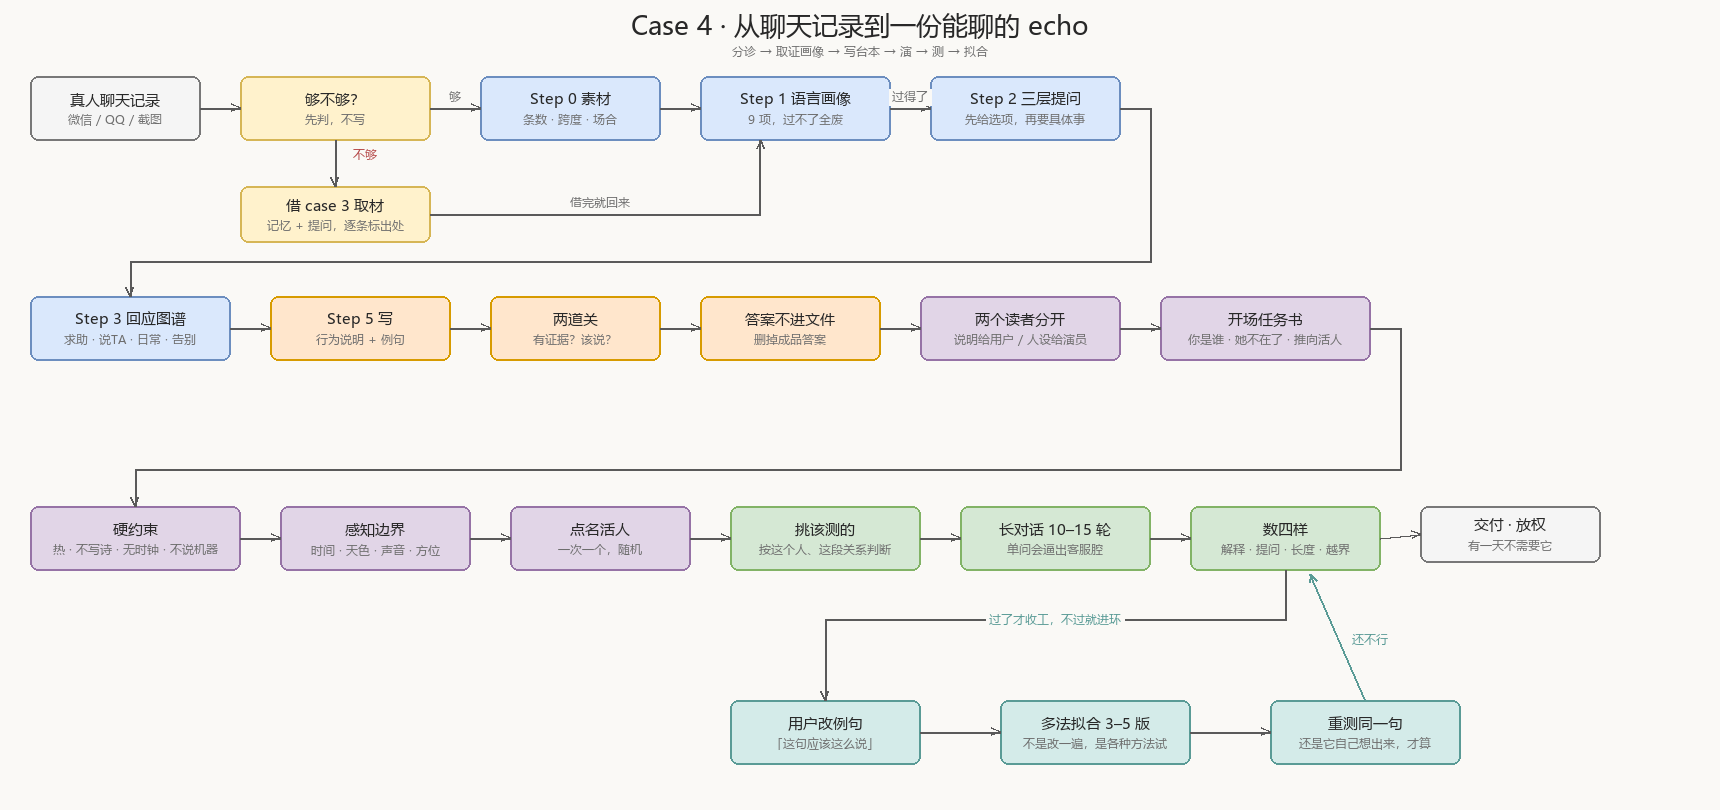 Case 4 · 从聊天记录到一份能聊的 echo
分诊 → 取证画像 → 写台本 → 演 → 测 → 拟合
真人聊天记录
微信 / QQ / 截图
够不够？
先判，不写
够
Step 0 素材
条数 · 跨度 · 场合
Step 1 语言画像
9 项，过不了全废
过得了
Step 2 三层提问
先给选项，再要具体事
不够
借 case 3 取材
记忆 + 提问，逐条标出处
借完就回来
Step 3 回应图谱
求助 · 说TA · 日常 · 告别
Step 5 写
行为说明 + 例句
两道关
有证据？该说？
答案不进文件
删掉成品答案
两个读者分开
说明给用户 / 人设给演员
开场任务书
你是谁 · 她不在了 · 推向活人
硬约束
热 · 不写诗 · 无时钟 · 不说机器
感知边界
时间 · 天色 · 声音 · 方位
点名活人
一次一个，随机
挑该测的
按这个人、这段关系判断
长对话 10–15 轮
单问会逼出客服腔
数四样
解释 · 提问 · 长度 · 越界
交付 · 放权
有一天不需要它
过了才收工，不过就进环
还不行
用户改例句
「这句应该这么说」
多法拟合 3–5 版
不是改一遍，是各种方法试
重测同一句
还是它自己想出来，才算